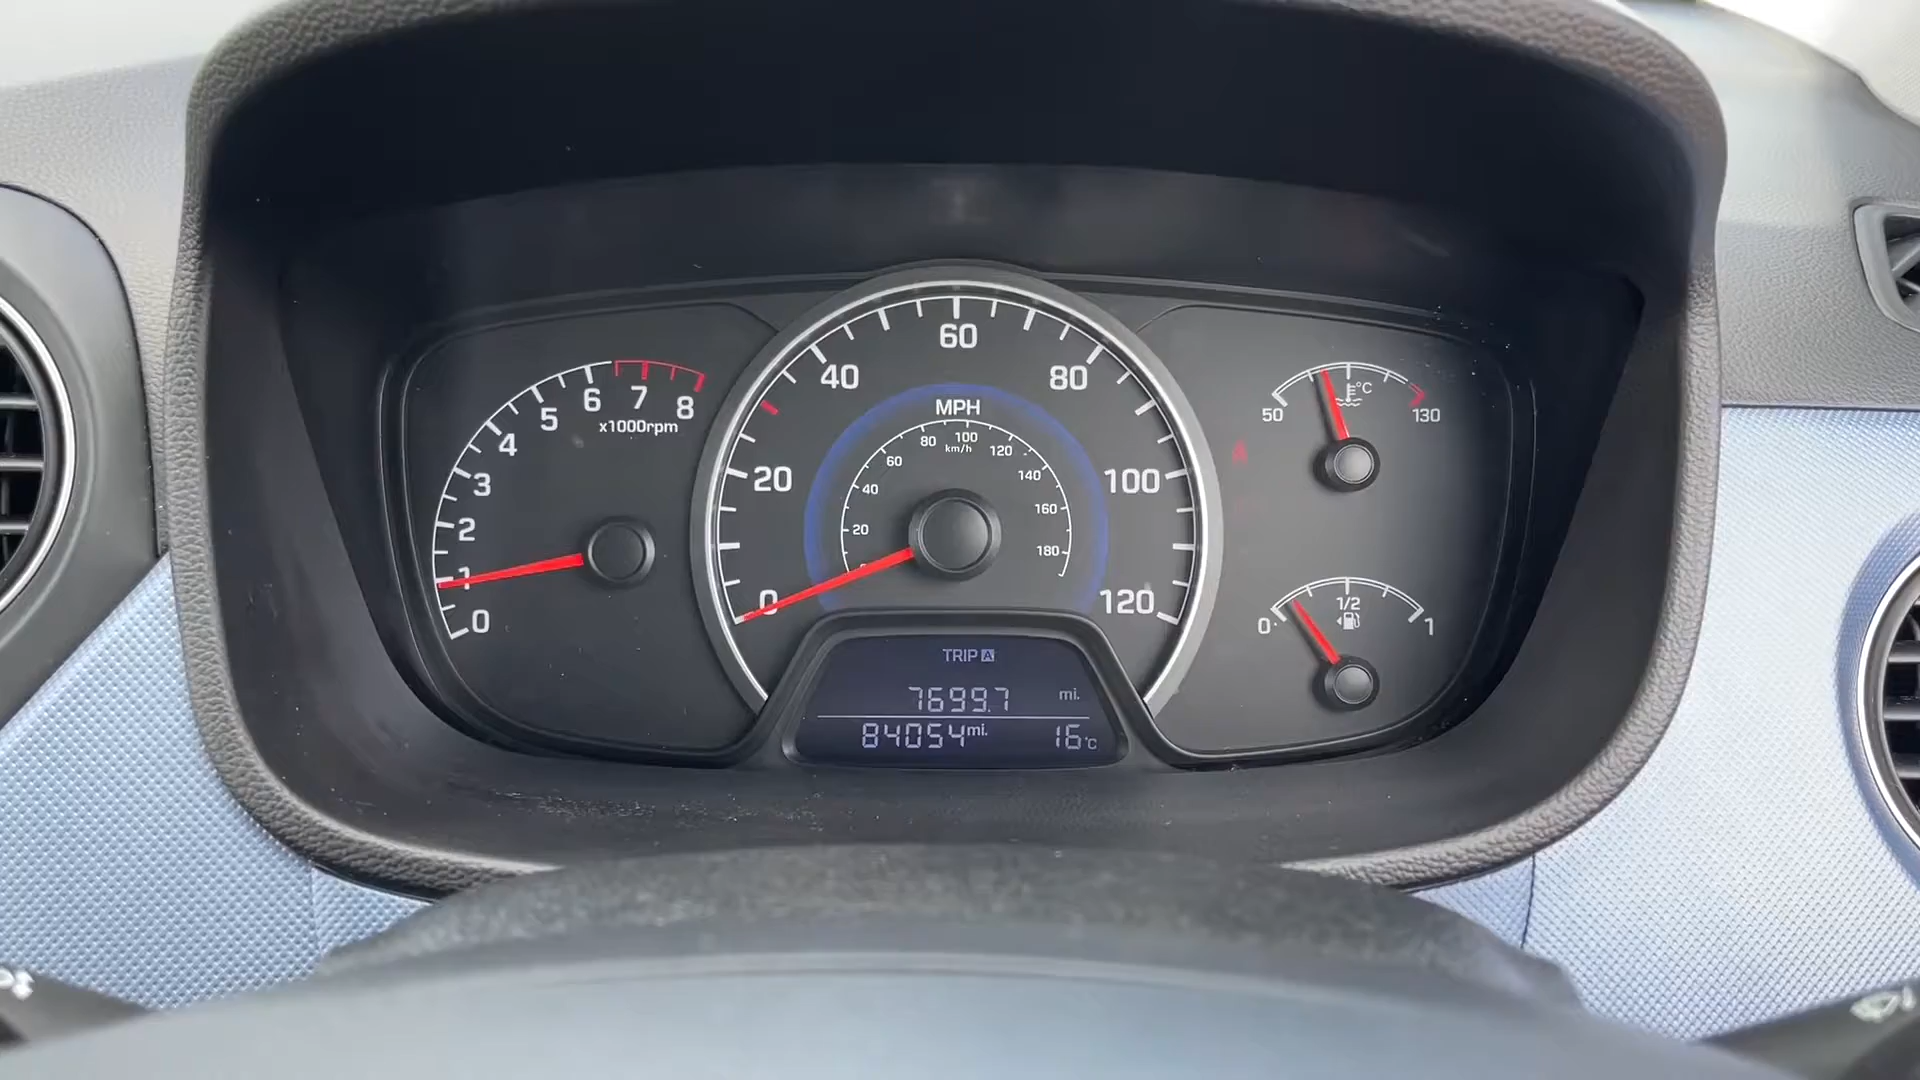 0 1 2 3 4 5 6 7 8
x1000rpm
0 20 40 60 80 100 120
MPH
20 40 60 80 100 120 140 160 180
km/h
50 °C 130
0 1/2 1
TRIP A
7699.7 mi.
84054 mi. 16°C